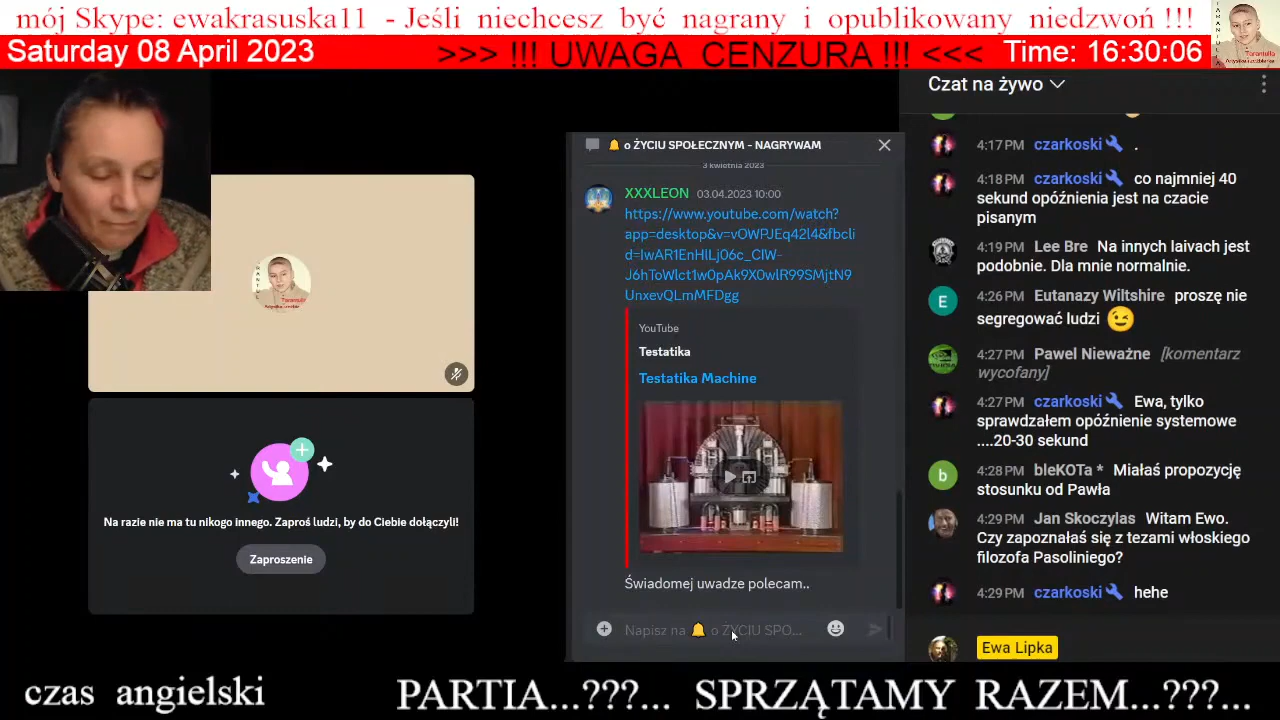 mój Skype: ewakrasuska11 - Jeśli niechcesz być nagrany i opublikowany niedzwoń !!!
Saturday 08 April 2023
>>> !!! UWAGA CENZURA !!! <<<
Time: 16:30:06
Czat na żywo
4:17 PM czarkoski .
4:18 PM czarkoski co najmniej 40
sekund opóźnienia jest na czacie
pisanym
4:19 PM Lee Bre Na innych laivach jest
podobnie. Dla mnie normalnie.
4:26 PM Eutanazy Wiltshire proszę nie
segregować ludzi 😉
4:27 PM Pawel Nieważne [komentarz
wycofany]
4:27 PM czarkoski Ewa, tylko
sprawdzałem opóźnienie systemowe
....20-30 sekund
4:28 PM bleKOTa * Miałaś propozycję
stosunku od Pawła
4:29 PM Jan Skoczylas Witam Ewo.
Czy zapoznałaś się z tezami włoskiego
filozofa Pasoliniego?
4:29 PM czarkoski hehe
Ewa Lipka
🔔 o ŻYCIU SPOŁECZNYM - NAGRYWAM
3 kwietnia 2023
XXXLEON 03.04.2023 10:00
https://www.youtube.com/watch?
app=desktop&v=vOWPJEq42l4&fbcli
d=IwAR1EnHlLj06c_CIW-
J6hToWlct1w0pAk9X0wlR99SMjtN9
UnxevQLmMFDgg
YouTube
Testatika
Testatika Machine
Świadomej uwadze polecam..
Napisz na 🔔 o ŻYCIU SPO...
Na razie nie ma tu nikogo innego. Zaproś ludzi, by do Ciebie dołączyli!
Zaproszenie
czas angielski
PARTIA...???... SPRZĄTAMY RAZEM...???...